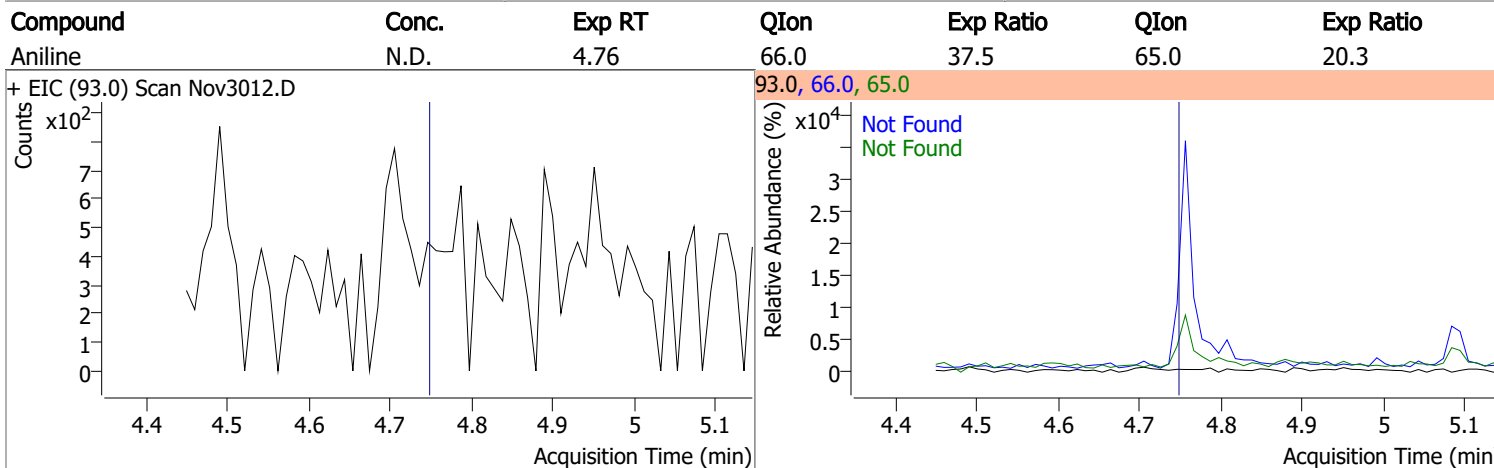 Compound Conc. Exp RT QIon Exp Ratio QIon Exp Ratio
Aniline N.D. 4.76 66.0 37.5 65.0 20.3
+ EIC (93.0) Scan Nov3012.D
Counts
x10²
7
6
5
4
3
2
1
0
4.4 4.5 4.6 4.7 4.8 4.9 5 5.1
Acquisition Time (min)
93.0, 66.0, 65.0
Relative Abundance (%)
x10⁴
Not Found
Not Found
3
2.5
2
1.5
1
0.5
0
4.4 4.5 4.6 4.7 4.8 4.9 5 5.1
Acquisition Time (min